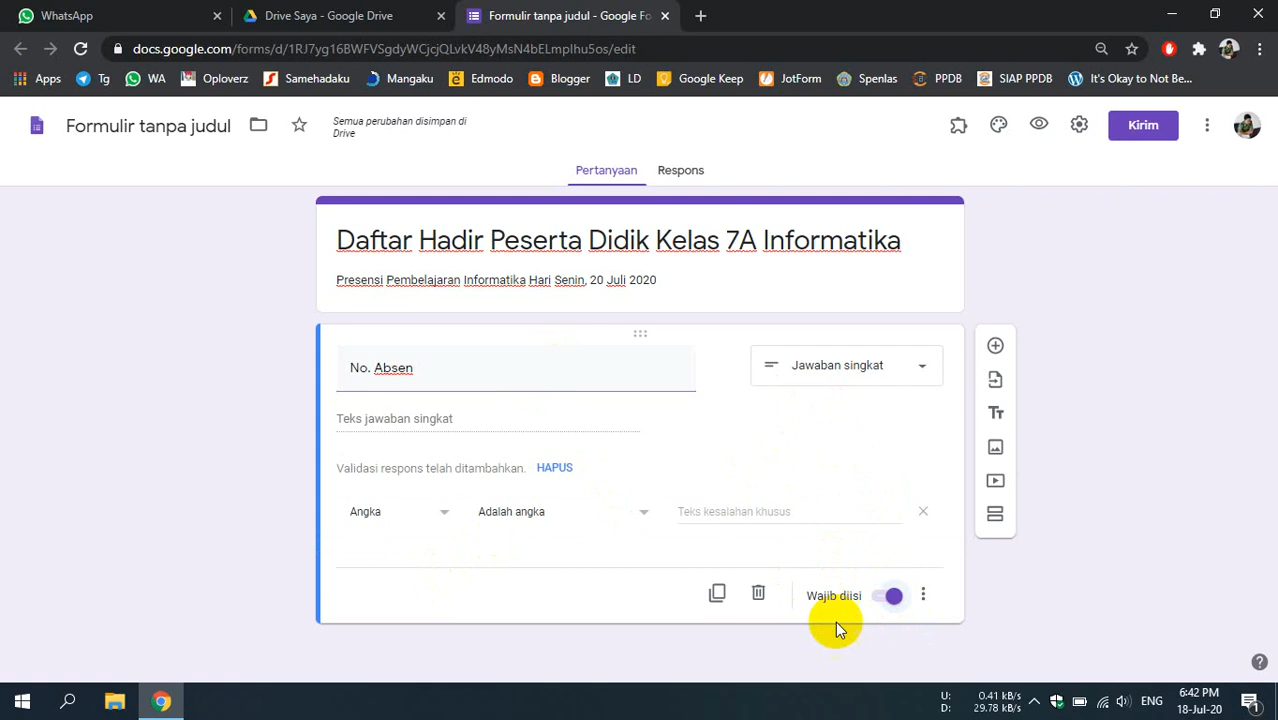 WhatsApp
Drive Saya - Google Drive
Formulir tanpa judul - Google Fo
docs.google.com/forms/d/1RJ7yg16BWFVSgdyWCjcjQLvkV48yMsN4bELmpIhu5os/edit
Apps Tg WA Oploverz Samehadaku Mangaku Edmodo Blogger LD Google Keep JotForm Spenlas PPDB SIAP PPDB It's Okay to Not Be...
Formulir tanpa judul
Semua perubahan disimpan di
Drive
Kirim
Pertanyaan Respons
Daftar Hadir Peserta Didik Kelas 7A Informatika
Presensi Pembelajaran Informatika Hari Senin, 20 Juli 2020
No. Absen
Jawaban singkat
Teks jawaban singkat
Validasi respons telah ditambahkan. HAPUS
Angka Adalah angka Teks kesalahan khusus
Wajib diisi
U: 0.41 kB/s
D: 29.78 kB/s
ENG
6:42 PM
18-Jul-20
1